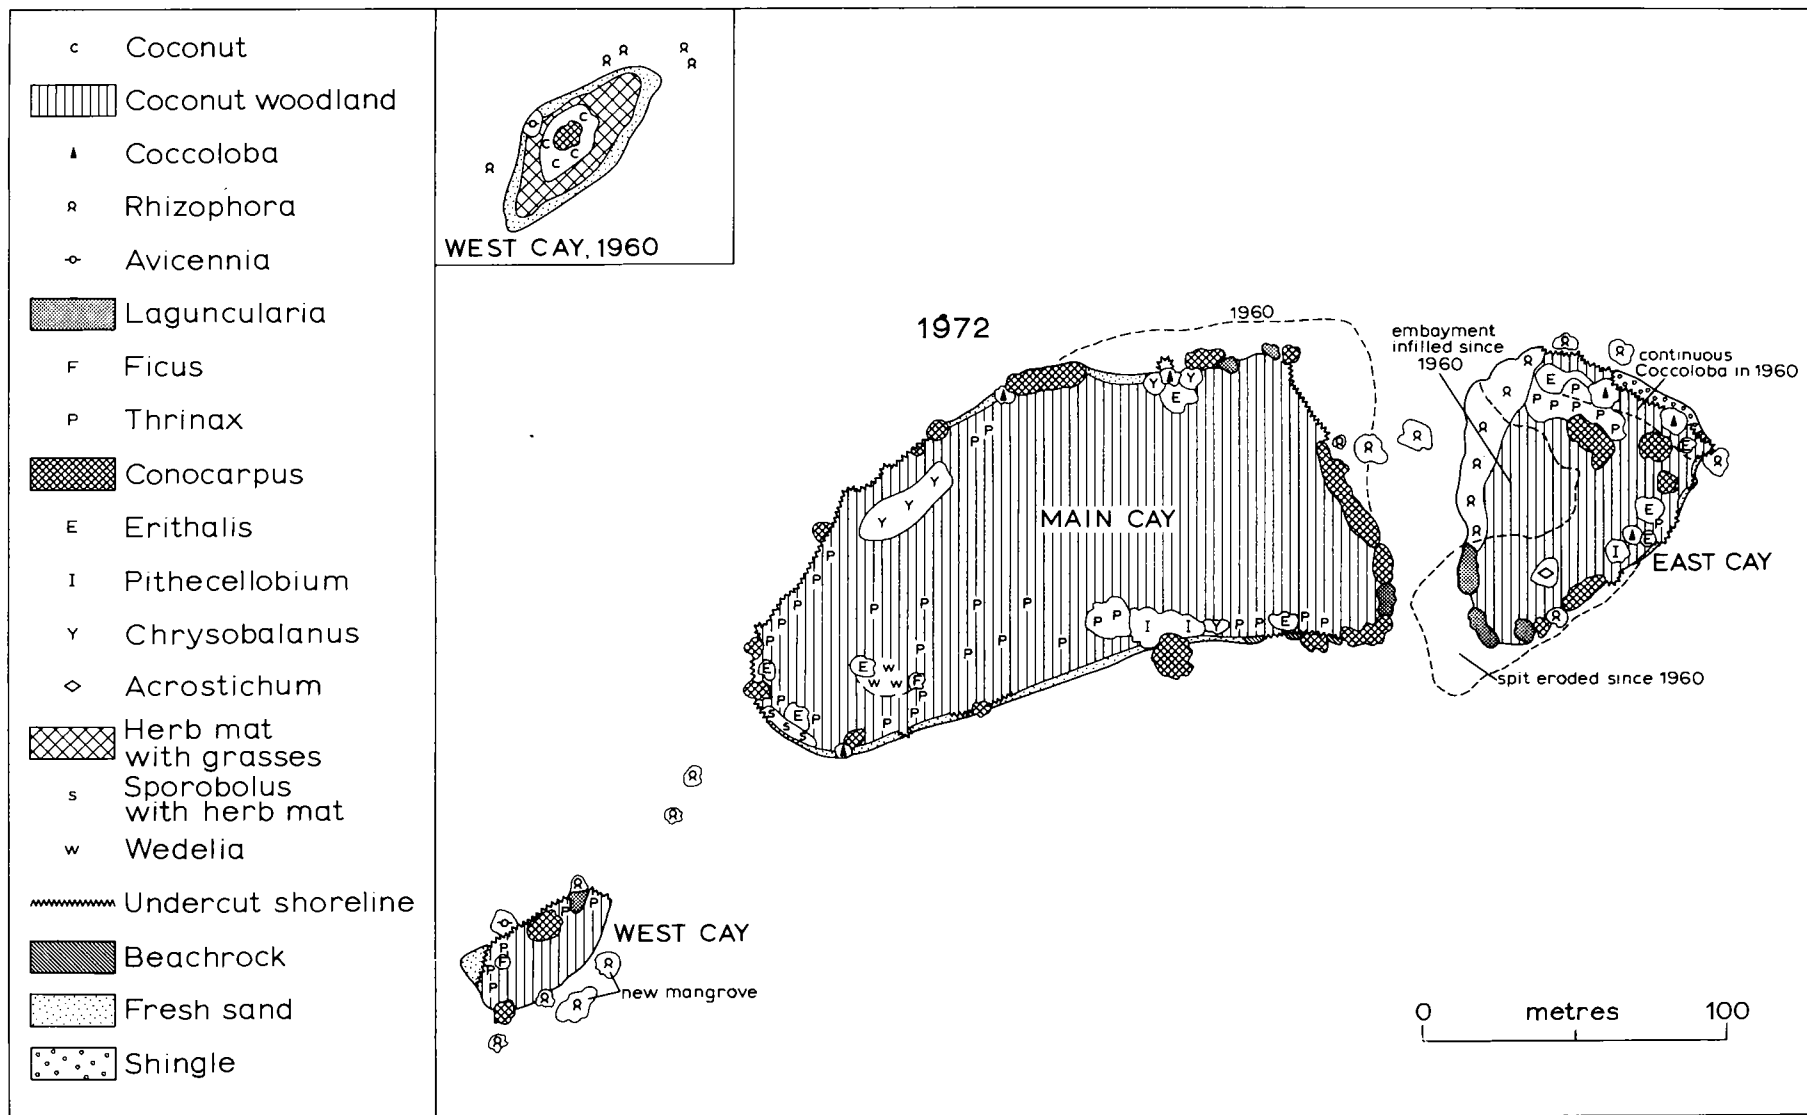 c Coconut
Coconut woodland
Coccoloba
Rhizophora
Avicennia
Laguncularia
F Ficus
P Thrinax
Conocarpus
E Erithalis
I Pithecellobium
Y Chrysobalanus
Acrostichum
Herb mat
with grasses
s Sporobolus
with herb mat
w Wedelia
Undercut shoreline
Beachrock
Fresh sand
Shingle
WEST CAY, 1960
1972
1960
embayment
infilled since
1960
continuous
Coccoloba in 1960
MAIN CAY
EAST CAY
spit eroded since 1960
WEST CAY
new mangrove
0 metres 100